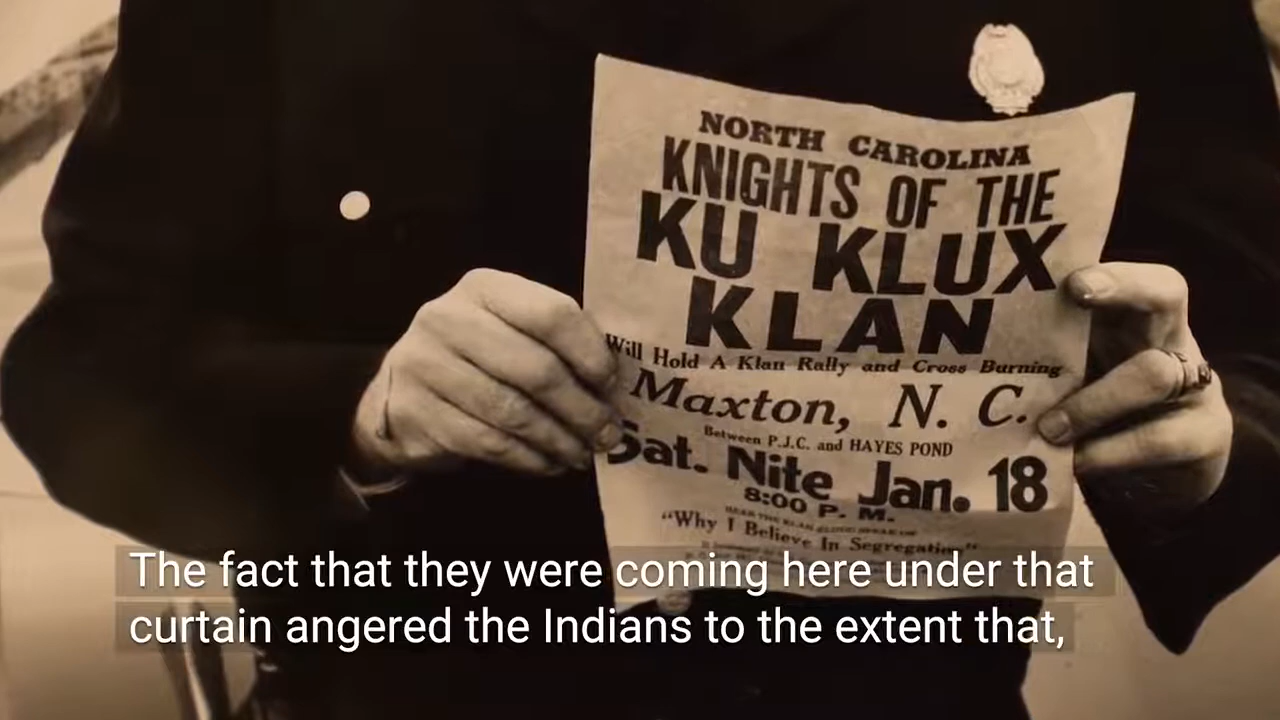 NORTH CAROLINA
KNIGHTS OF THE
KU KLUX
KLAN
Will Hold A Klan Rally and Cross Burning
Maxton, N. C.
Between P.J.C. and HAYES POND
Sat. Nite Jan. 18
8:00 P. M.
"Why I Believe In Segregation"
The fact that they were coming here under that
curtain angered the Indians to the extent that,